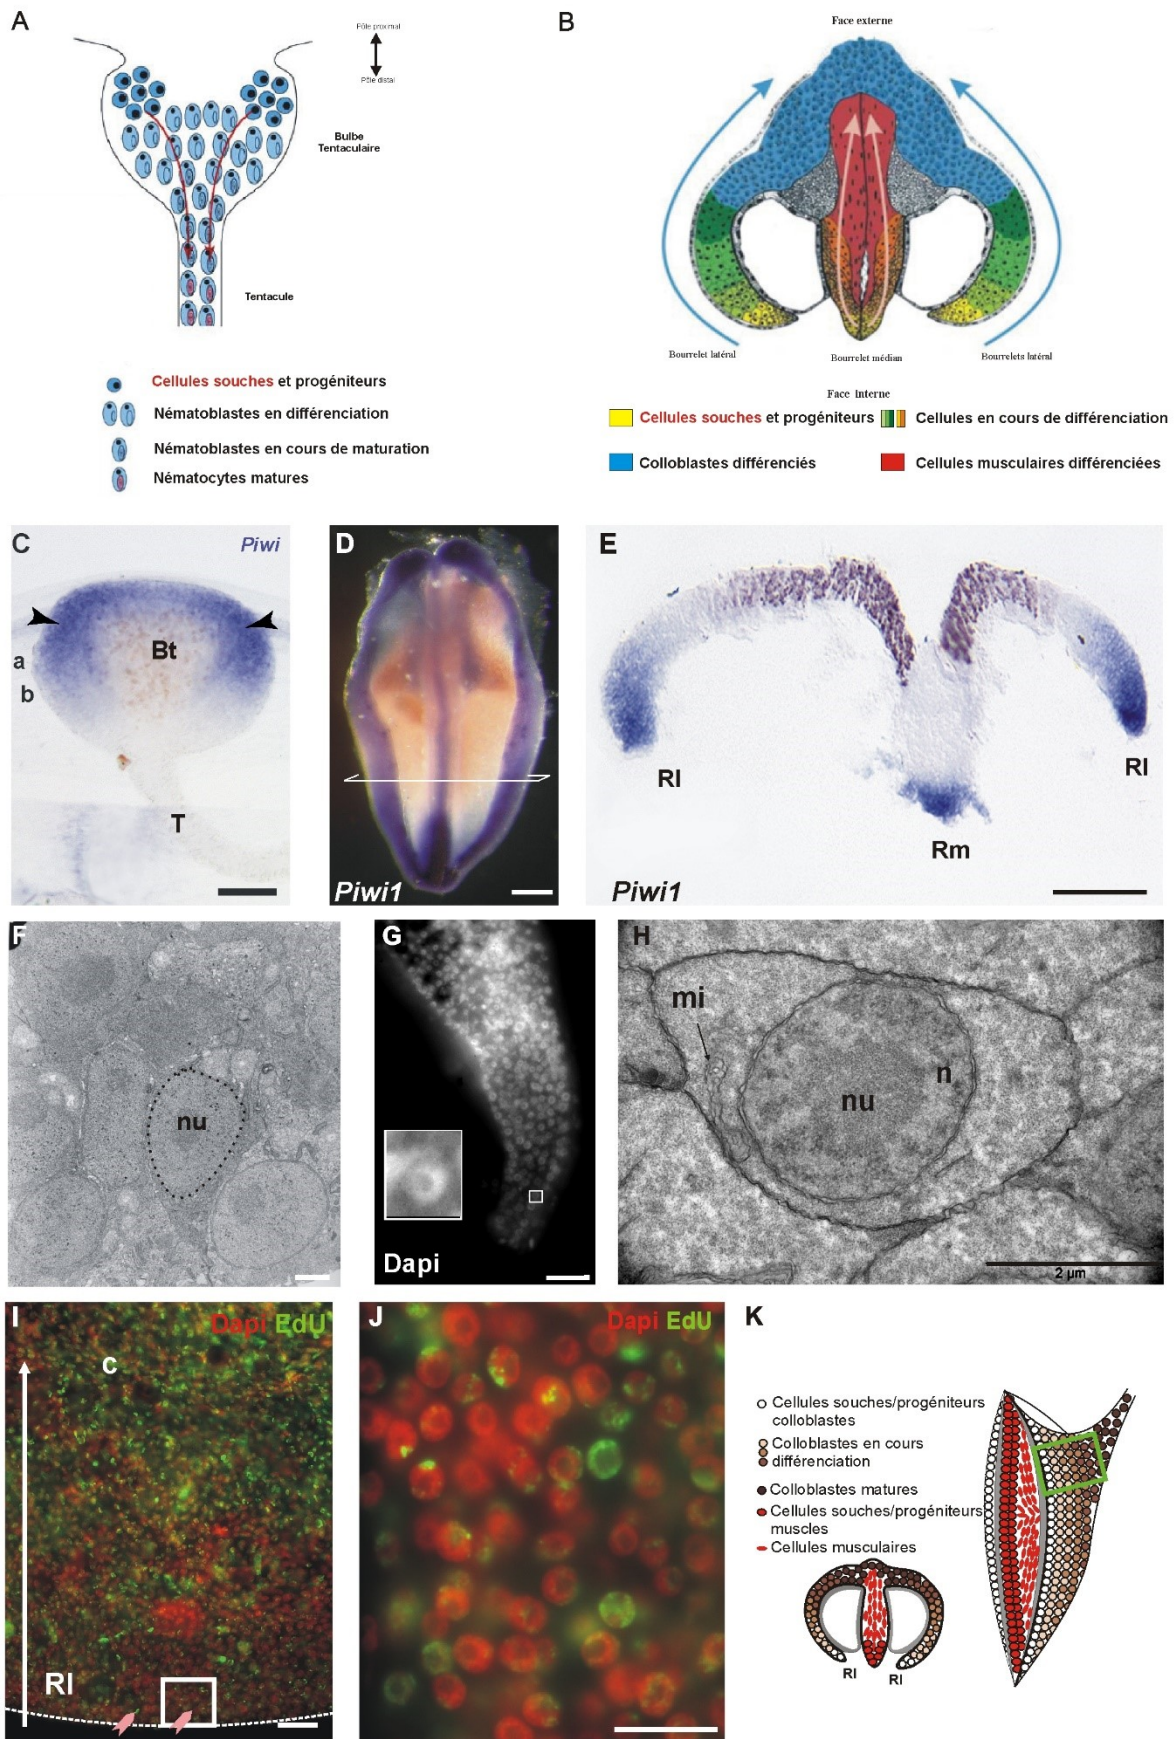 A
Pôle proximal
Pôle distal
Bulbe
Tentaculaire
Tentacule
Cellules souches et progéniteurs
Nématoblastes en différenciation
Nématoblastes en cours de maturation
Nématocytes matures
B
Face externe
Bourrelet latéral
Bourrelet médian
Bourrelets latéral
Face interne
Cellules souches et progéniteurs
Cellules en cours de différenciation
Colloblastes différenciés
Cellules musculaires différenciées
C
Piwi
a
b
Bt
T
D
Piwi1
E
Rl
Rm
Rl
Piwi1
F
nu
G
Dapi
H
mi
n
nu
2 µm
I
Dapi EdU
c
Rl
J
Dapi EdU
K
Cellules souches/progéniteurs
colloblastes
Colloblastes en cours
différenciation
Colloblastes matures
Cellules souches/progéniteurs
muscles
Cellules musculaires
Rl
Rl